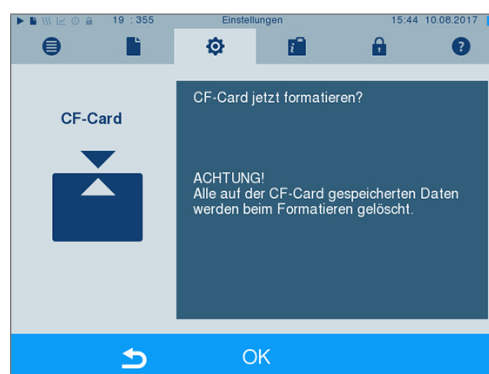 19 : 355 Einstellungen 15:44 10.08.2017
CF-Card
CF-Card jetzt formatieren?
ACHTUNG!
Alle auf der CF-Card gespeicherten Daten
werden beim Formatieren gelöscht.
OK